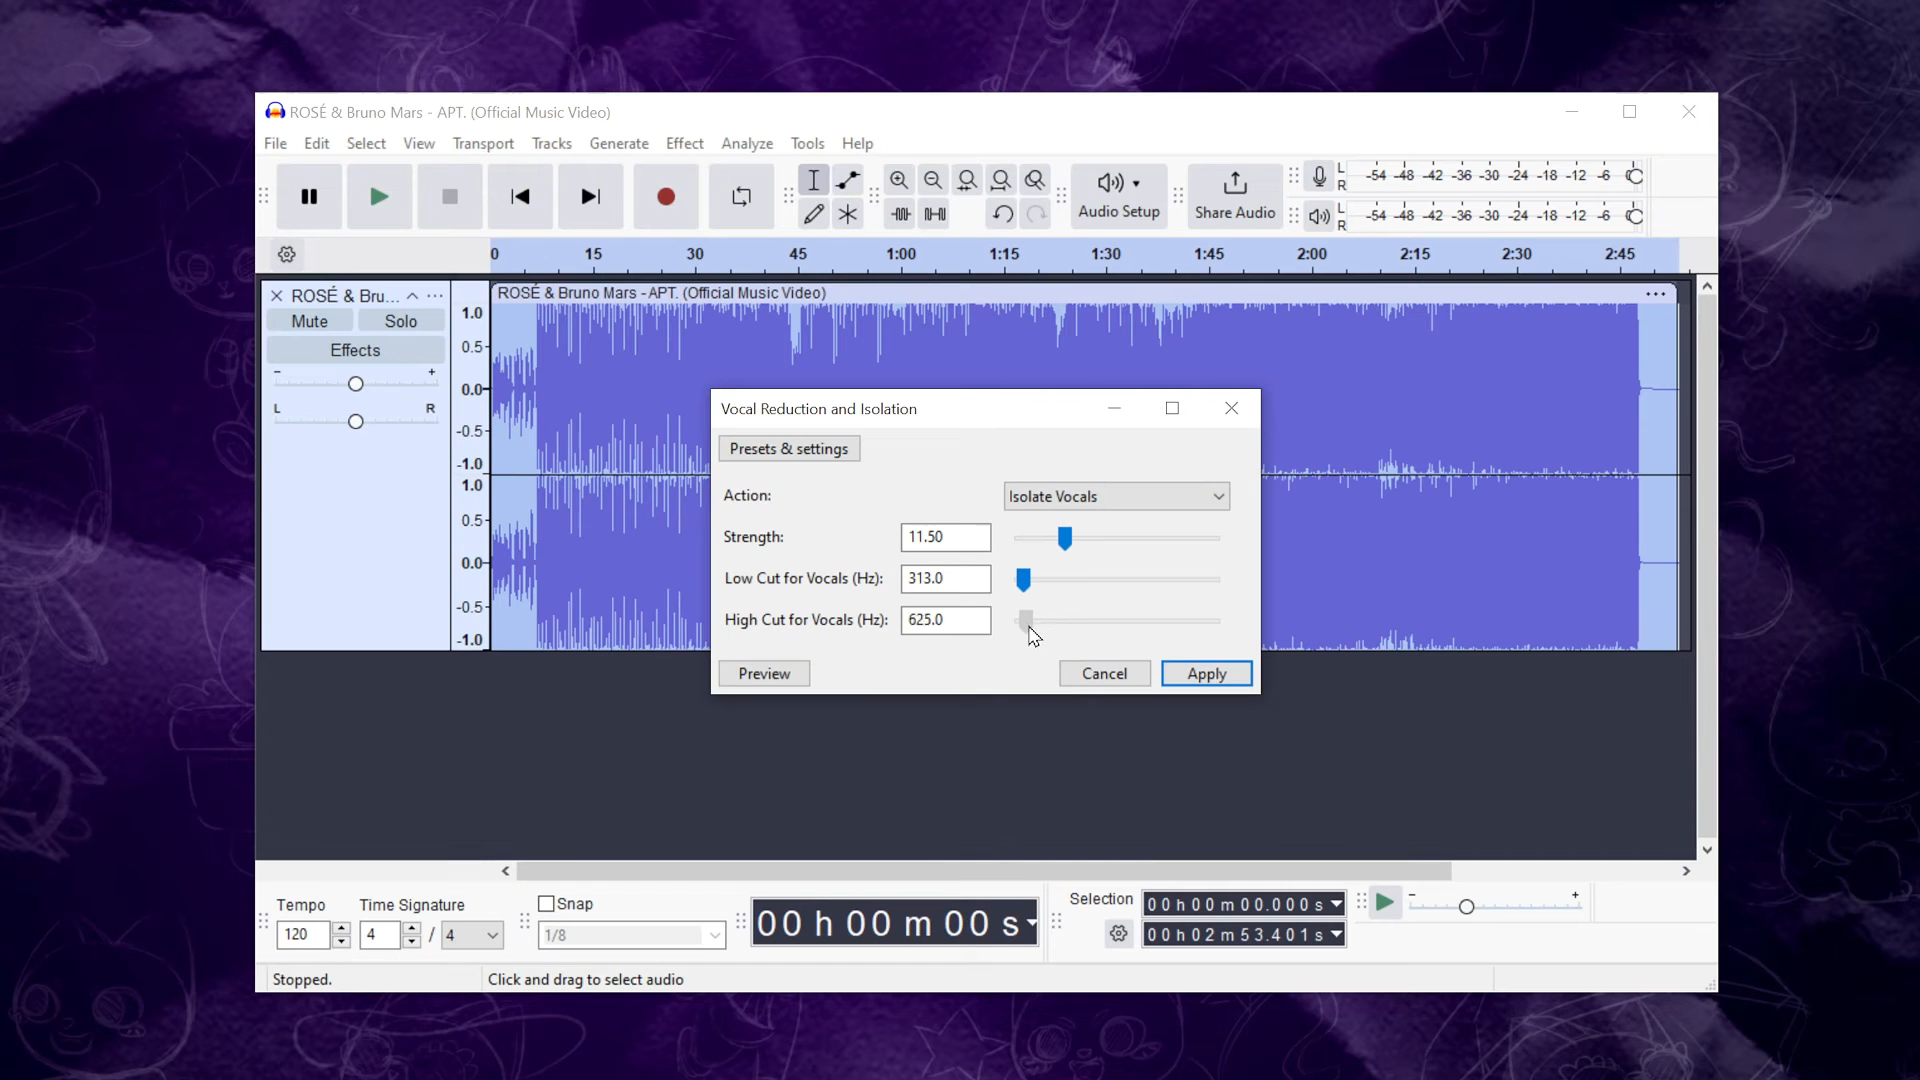 ROSÉ & Bruno Mars - APT. (Official Music Video)
File Edit Select View Transport Tracks Generate Effect Analyze Tools Help
Audio Setup
Share Audio
L
R
-54 -48 -42 -36 -30 -24 -18 -12 -6 0
L
R
-54 -48 -42 -36 -30 -24 -18 -12 -6 0
0 15 30 45 1:00 1:15 1:30 1:45 2:00 2:15 2:30 2:45
ROSÉ & Bru...
Mute Solo
Effects
- +
L R
1.0
0.5
0.0
-0.5
-1.0
1.0
0.5
0.0
-0.5
-1.0
ROSÉ & Bruno Mars - APT. (Official Music Video)
Vocal Reduction and Isolation
Presets & settings
Action: Isolate Vocals
Strength: 11.50
Low Cut for Vocals (Hz): 313.0
High Cut for Vocals (Hz): 625.0
Preview Cancel Apply
Tempo
120
Time Signature
4 / 4
Snap
1/8
00 h 00 m 00 s
Selection
00 h 00 m 00.000 s
00 h 02 m 53.401 s
- +
Stopped. Click and drag to select audio